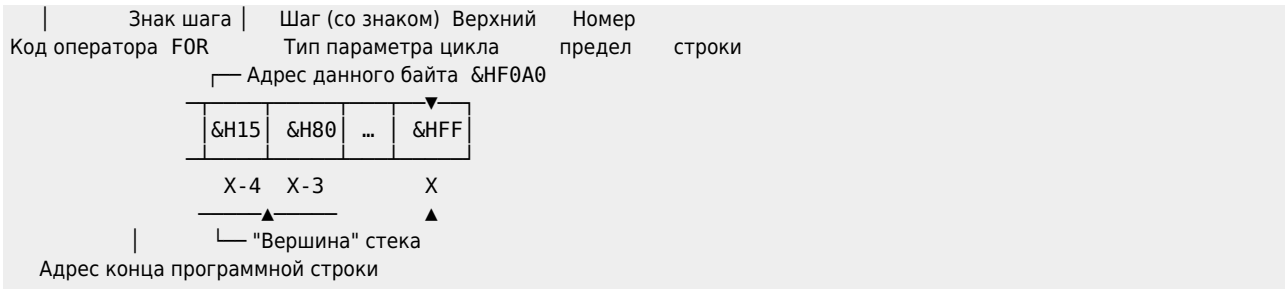 │ Знак шага │ Шаг (со знаком) Верхний Номер
Код оператора FOR Тип параметра цикла предел строки
┌── Адрес данного байта &HF0A0
─┬─────┬──────┬────┬───▼──┐
│&H15│ &H80│ … │ &HFF│
─┴─────┴──────┴────┴──────┘
X-4 X-3 X
──────▲────── ▲
│ └── "Вершина" стека
Адрес конца программной строки